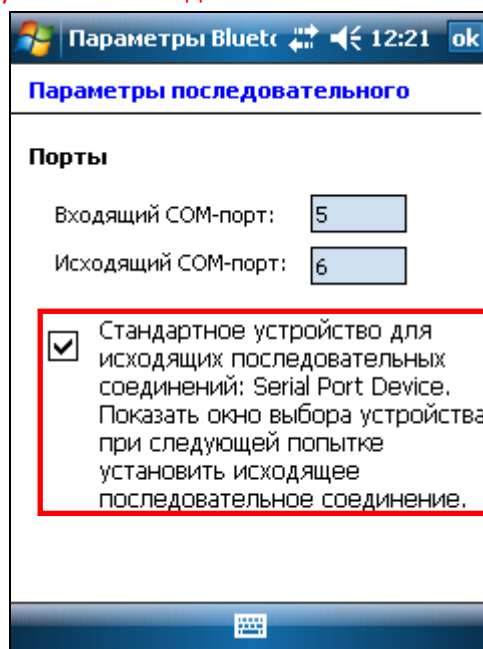 Параметры Bluetc 12:21 ok
Параметры последовательного
Порты
Входящий COM-порт: 5
Исходящий COM-порт: 6
Стандартное устройство для
исходящих последовательных
соединений: Serial Port Device.
Показать окно выбора устройства
при следующей попытке
установить исходящее
последовательное соединение.